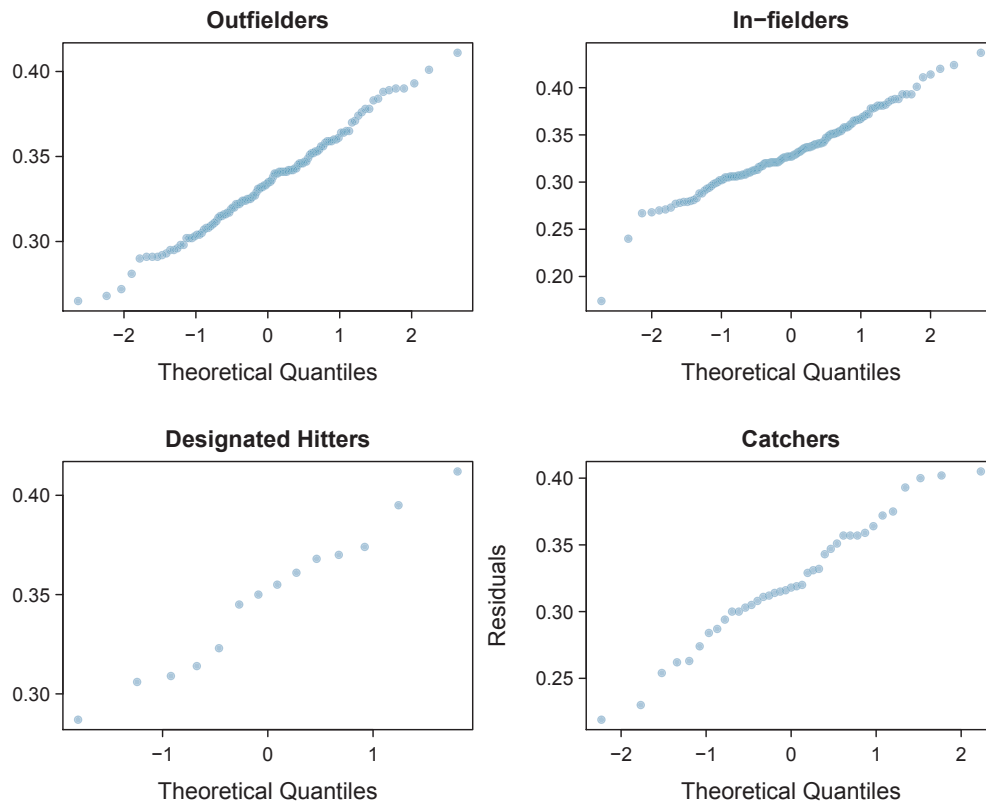 Outfielders
0.40
0.35
0.30
−2 −1 0 1 2
Theoretical Quantiles
In−fielders
0.40
0.35
0.30
0.25
0.20
−2 −1 0 1 2
Theoretical Quantiles
Designated Hitters
0.40
0.35
0.30
−1 0 1
Theoretical Quantiles
Catchers
Residuals
0.40
0.35
0.30
0.25
−2 −1 0 1 2
Theoretical Quantiles